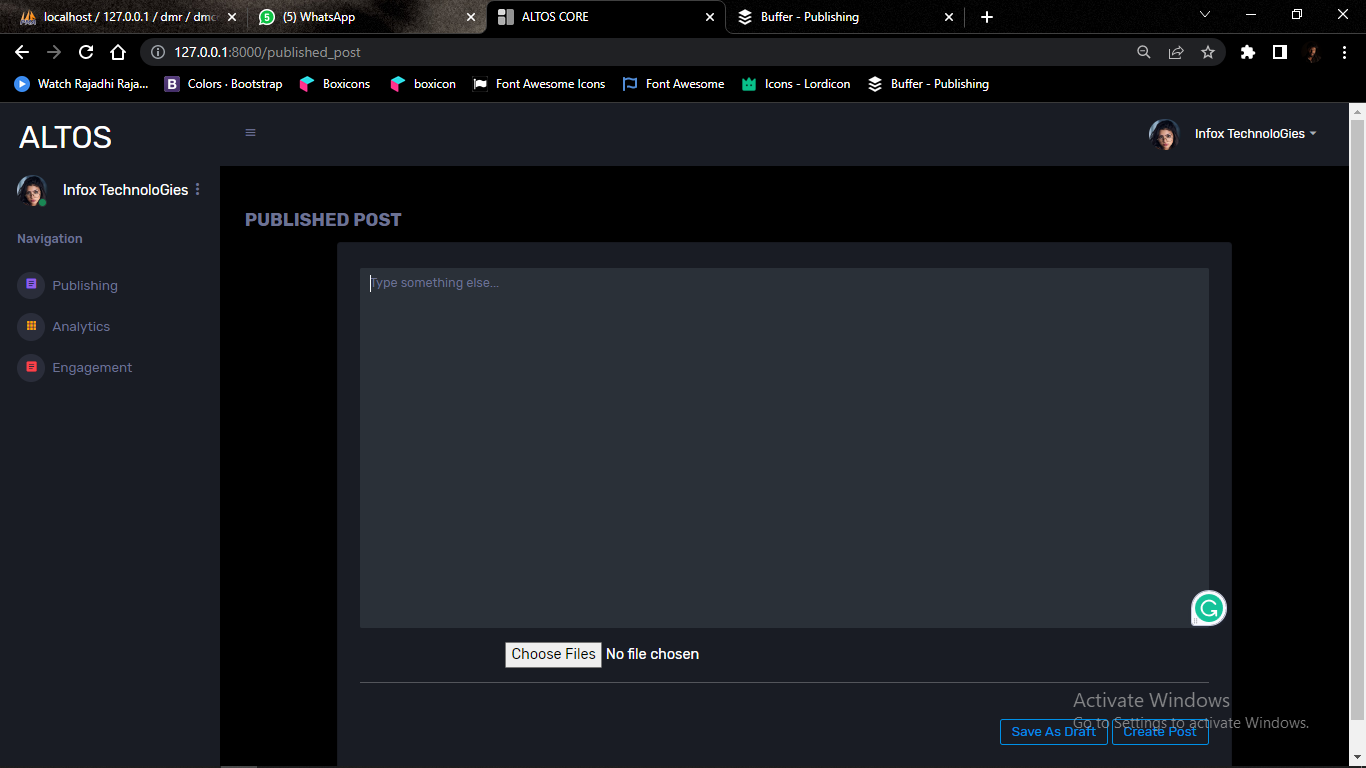 localhost / 127.0.0.1 / dmr / dmc
(5) WhatsApp
ALTOS CORE
Buffer - Publishing
127.0.0.1:8000/published_post
Watch Rajadhi Raja...
Colors · Bootstrap
Boxicons
boxicon
Font Awesome Icons
Font Awesome
Icons - Lordicon
Buffer - Publishing
ALTOS
Infox TechnoloGies
Infox TechnoloGies
Navigation
Publishing
Analytics
Engagement
PUBLISHED POST
Type something else...
Choose Files No file chosen
Activate Windows
Go to Settings to activate Windows.
Save As Draft
Create Post